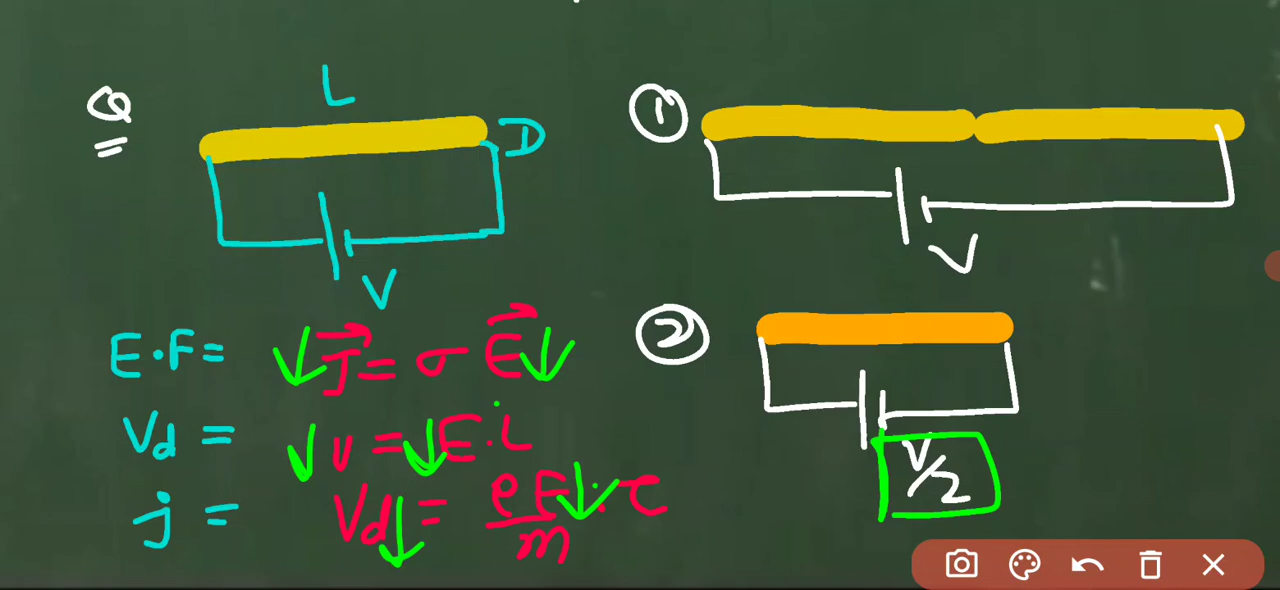 Q
L
D
V
E.F =
J = σ E
Vd =
v = E.L
j =
Vd = eE/m . τ
①
V
②
V/2